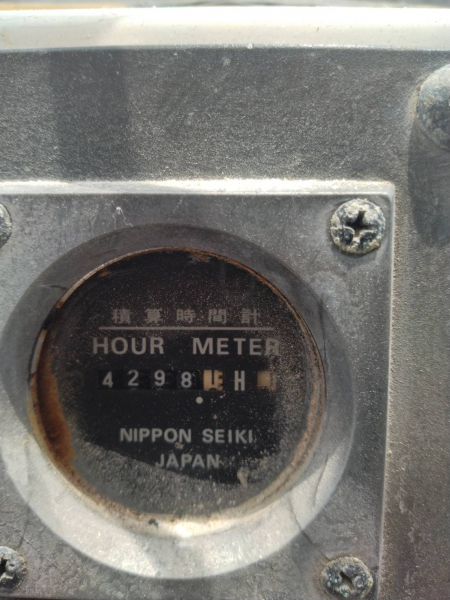 積算時間計
HOUR METER
4298 H
NIPPON SEIKI
JAPAN